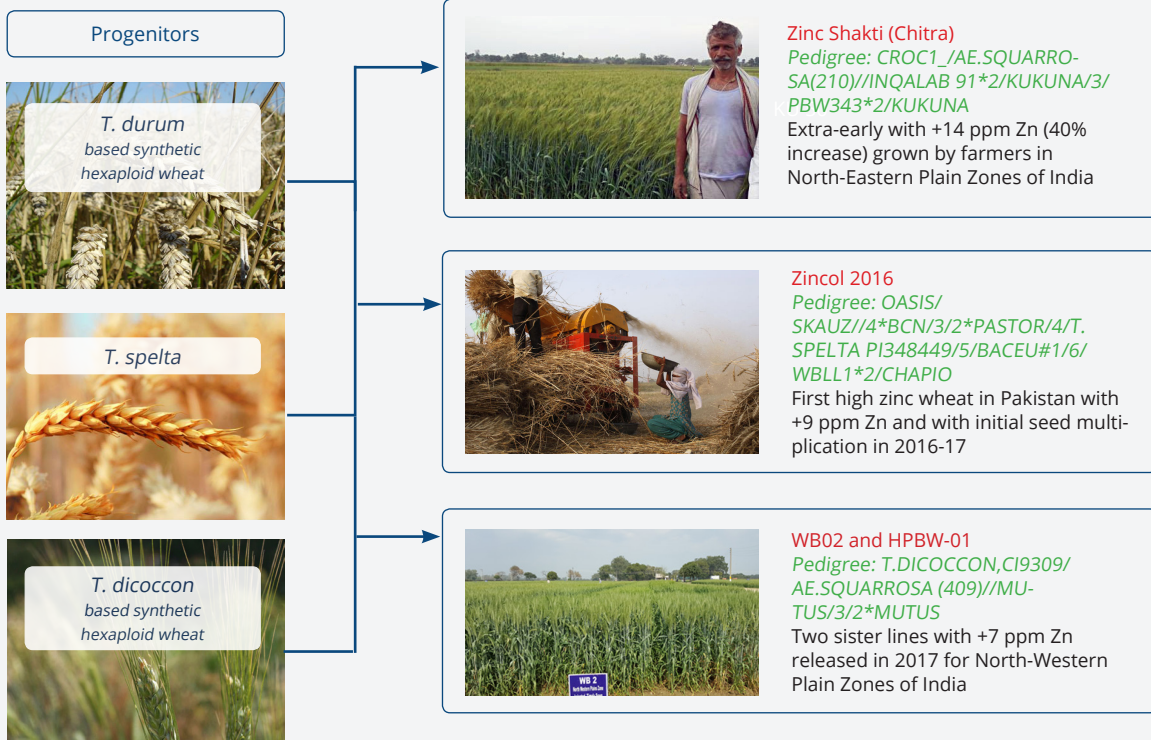 Progenitors
T. durum
based synthetic
hexaploid wheat
T. spelta
T. dicoccon
based synthetic
hexaploid wheat
Zinc Shakti (Chitra)
Pedigree: CROC1_/AE.SQUARRO-
SA(210)//INQALAB 91*2/KUKUNA/3/
PBW343*2/KUKUNA
Extra-early with +14 ppm Zn (40%
increase) grown by farmers in
North-Eastern Plain Zones of India
Zincol 2016
Pedigree: OASIS/
SKAUZ//4*BCN/3/2*PASTOR/4/T.
SPELTA PI348449/5/BACEU#1/6/
WBLL1*2/CHAPIO
First high zinc wheat in Pakistan with
+9 ppm Zn and with initial seed multi-
plication in 2016-17
WB 2
North Western Plains Zone
WB02 and HPBW-01
Pedigree: T.DICOCCON,CI9309/
AE.SQUARROSA (409)//MU-
TUS/3/2*MUTUS
Two sister lines with +7 ppm Zn
released in 2017 for North-Western
Plain Zones of India